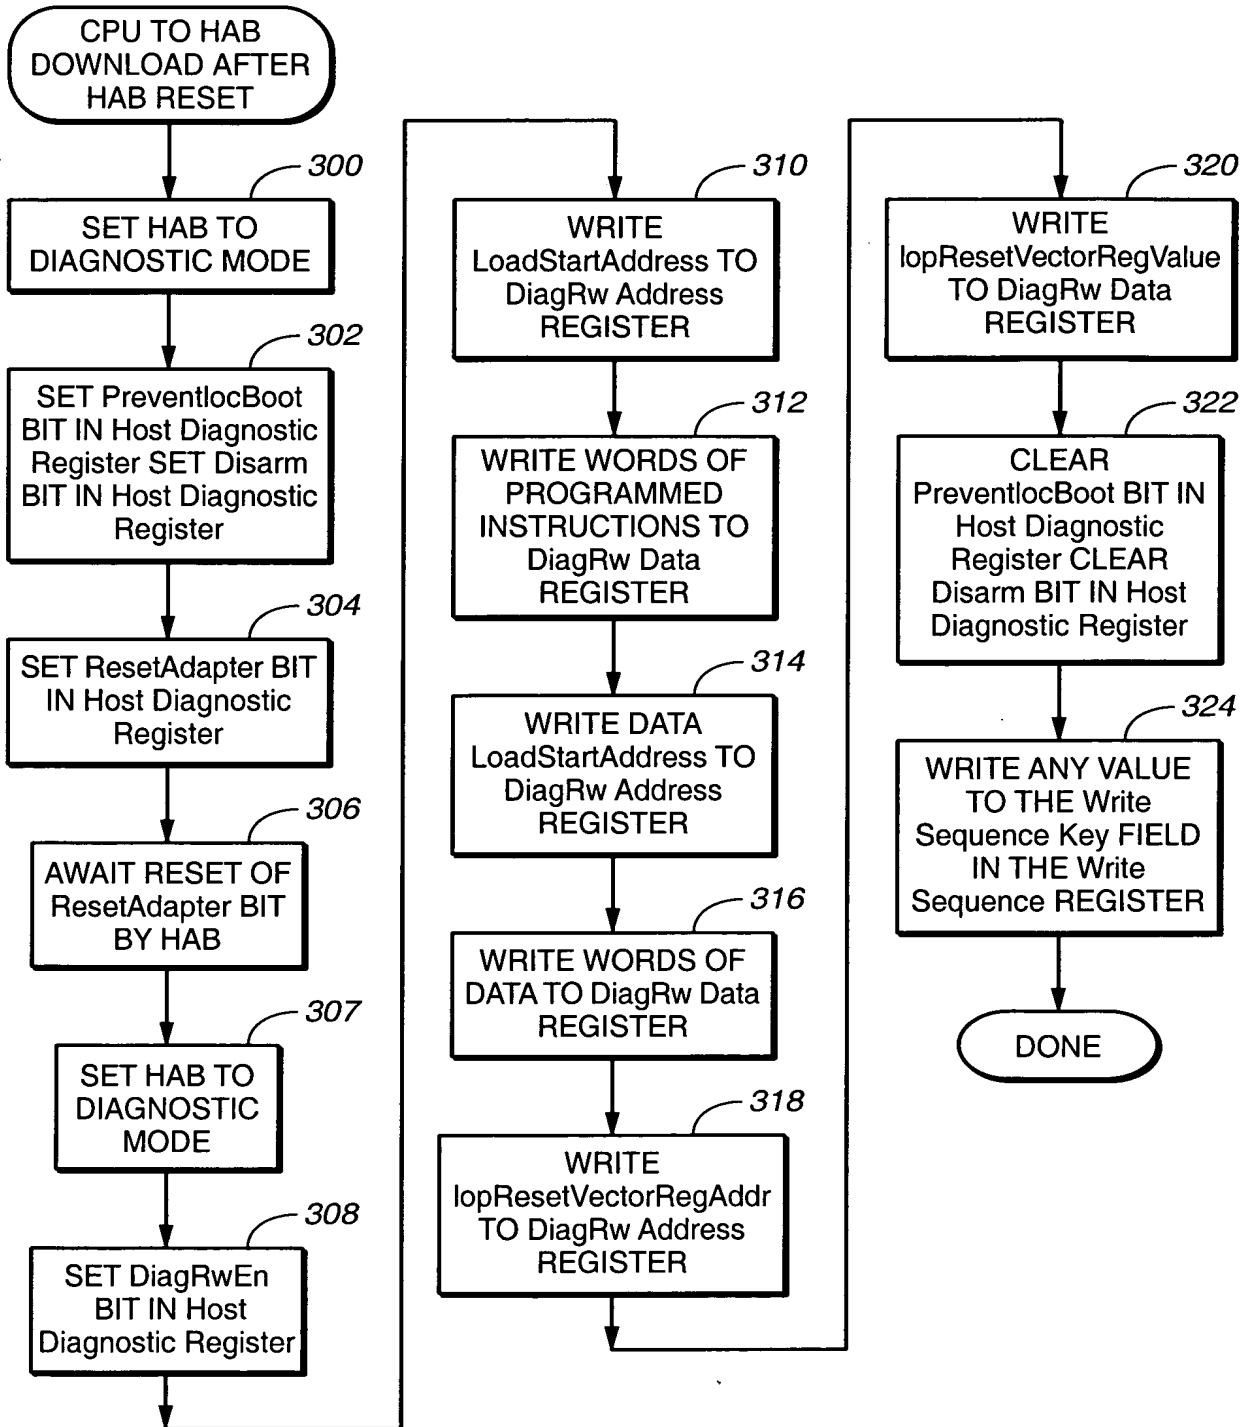 CPU TO HAB
DOWNLOAD AFTER
HAB RESET
300
SET HAB TO
DIAGNOSTIC MODE
302
SET PreventIocBoot
BIT IN Host Diagnostic
Register SET Disarm
BIT IN Host Diagnostic
Register
304
SET ResetAdapter BIT
IN Host Diagnostic
Register
306
AWAIT RESET OF
ResetAdapter BIT
BY HAB
307
SET HAB TO
DIAGNOSTIC
MODE
308
SET DiagRwEn
BIT IN Host
Diagnostic Register
310
WRITE
LoadStartAddress TO
DiagRw Address
REGISTER
312
WRITE WORDS OF
PROGRAMMED
INSTRUCTIONS TO
DiagRw Data
REGISTER
314
WRITE DATA
LoadStartAddress TO
DiagRw Address
REGISTER
316
WRITE WORDS OF
DATA TO DiagRw Data
REGISTER
318
WRITE
IopResetVectorRegAddr
TO DiagRw Address
REGISTER
320
WRITE
IopResetVectorRegValue
TO DiagRw Data
REGISTER
322
CLEAR
PreventIocBoot BIT IN
Host Diagnostic
Register CLEAR
Disarm BIT IN Host
Diagnostic Register
324
WRITE ANY VALUE
TO THE Write
Sequence Key FIELD
IN THE Write
Sequence REGISTER
DONE